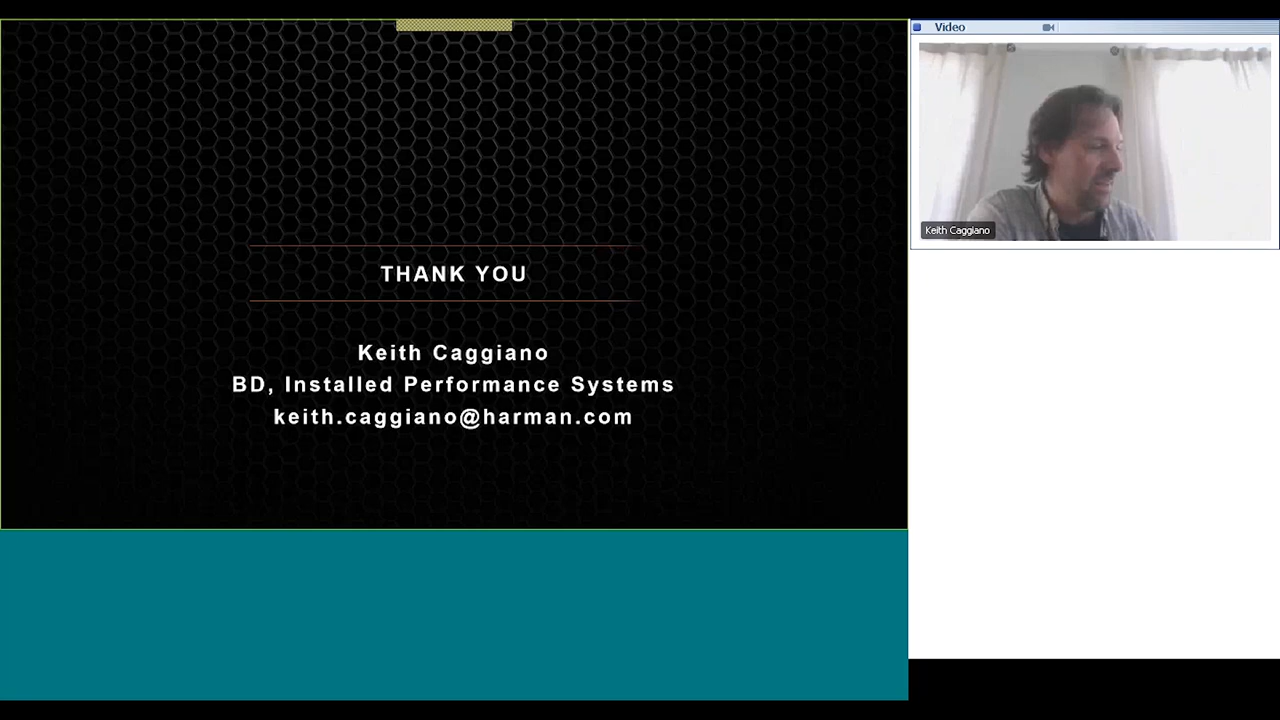 THANK YOU
Keith Caggiano
BD, Installed Performance Systems
keith.caggiano@harman.com
Video
Keith Caggiano